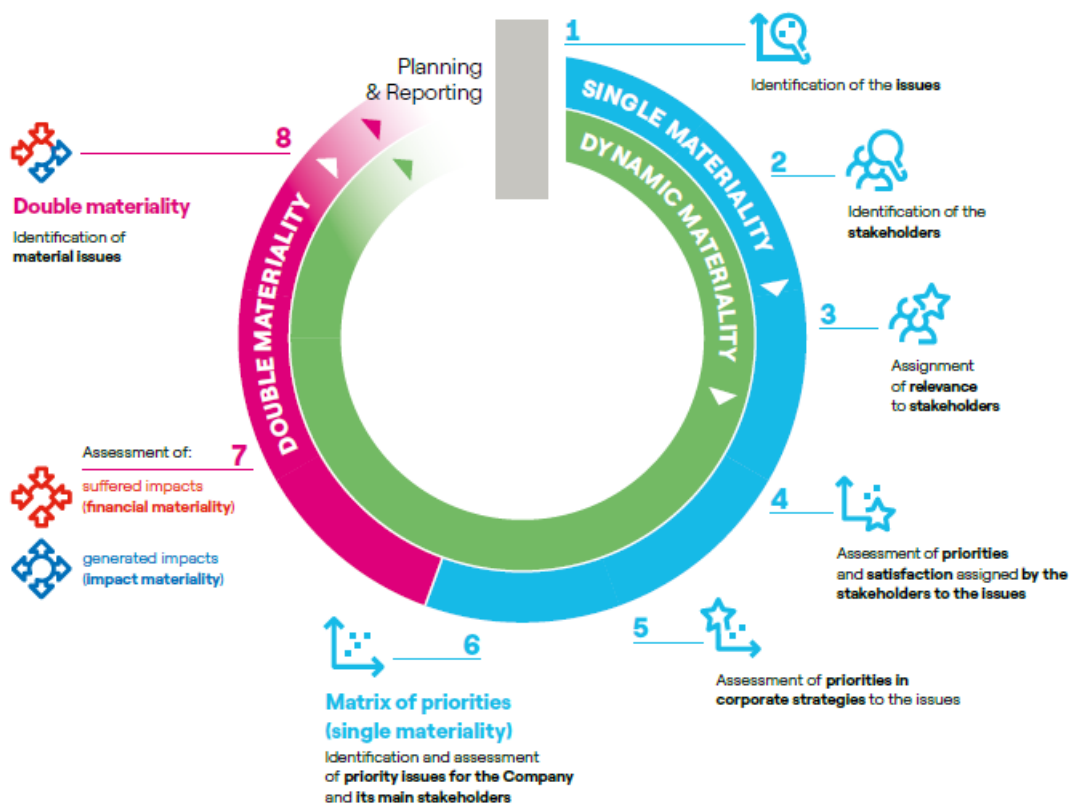 Planning
& Reporting
1
Identification of the issues
SINGLE MATERIALITY
DYNAMIC MATERIALITY
2
Identification of the
stakeholders
3
Assignment
of relevance
to stakeholders
4
Assessment of priorities
and satisfaction assigned by the
stakeholders to the issues
5
Assessment of priorities in
corporate strategies to the issues
6
Matrix of priorities
(single materiality)
Identification and assessment
of priority issues for the Company
and its main stakeholders
7
Assessment of:
suffered impacts
(financial materiality)
generated impacts
(impact materiality)
DOUBLE MATERIALITY
8
Double materiality
Identification of
material issues